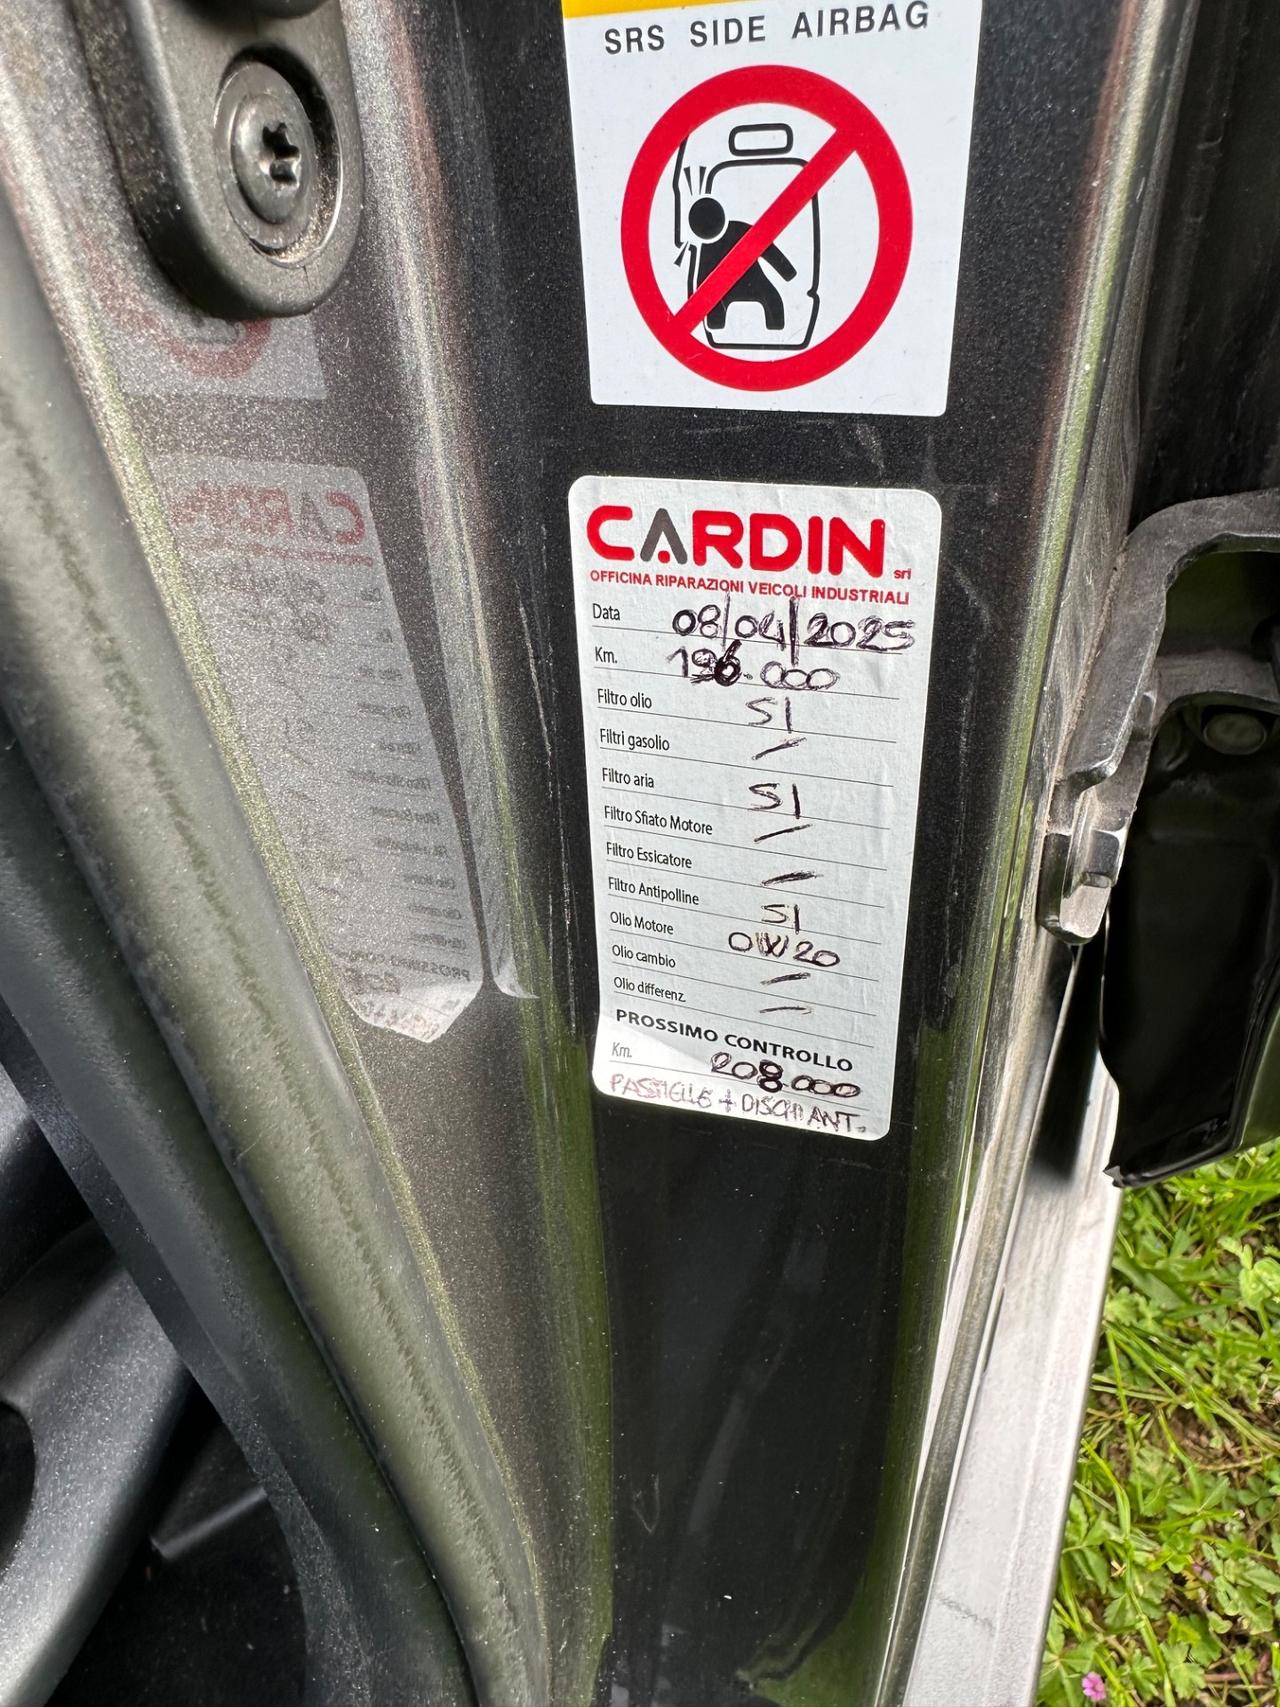 SRS SIDE AIRBAG
CARDIN srl
OFFICINA RIPARAZIONI VEICOLI INDUSTRIALI
Data 08/04/2025
Km. 196.000
Filtro olio SI
Filtri gasolio /
Filtro aria SI
Filtro Sfiato Motore /
Filtro Essicatore /
Filtro Antipolline SI
Olio Motore 0W20
Olio cambio /
Olio differenz. /
PROSSIMO CONTROLLO
Km. 208.000
PASTIGLIE + DISCHI ANT.